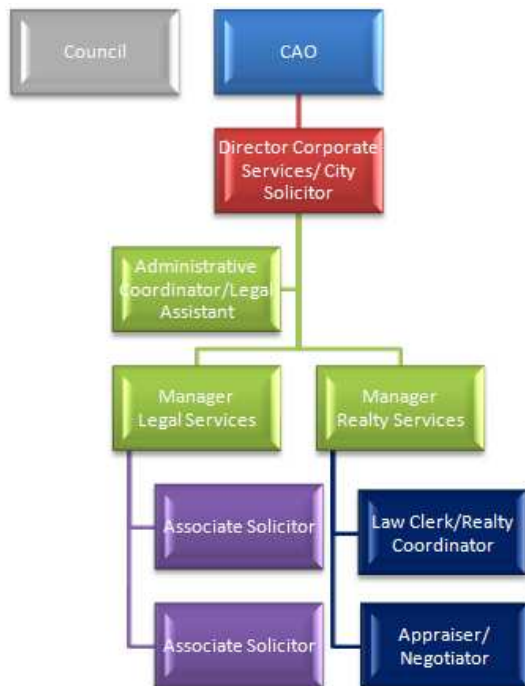 Council
CAO
Director Corporate
Services/ City
Solicitor
Administrative
Coordinator/Legal
Assistant
Manager
Legal Services
Manager
Realty Services
Associate Solicitor
Law Clerk/Realty
Coordinator
Associate Solicitor
Appraiser/
Negotiator